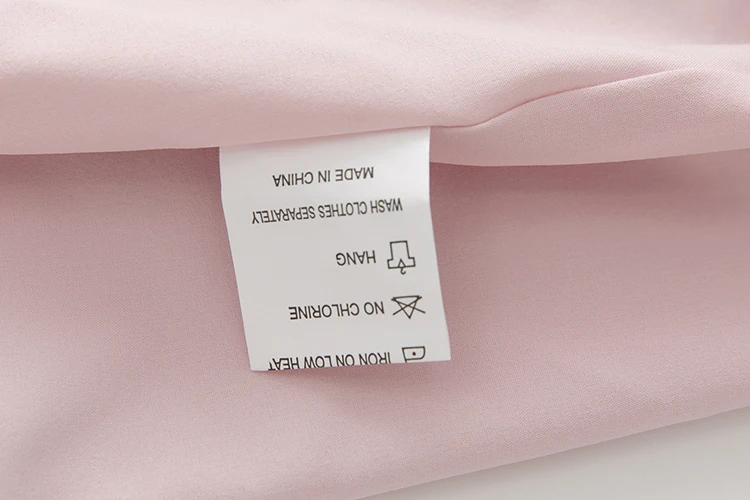 IRON ON LOW HEAT
NO CHLORINE
HANG
WASH CLOTHES SEPARATELY
MADE IN CHINA